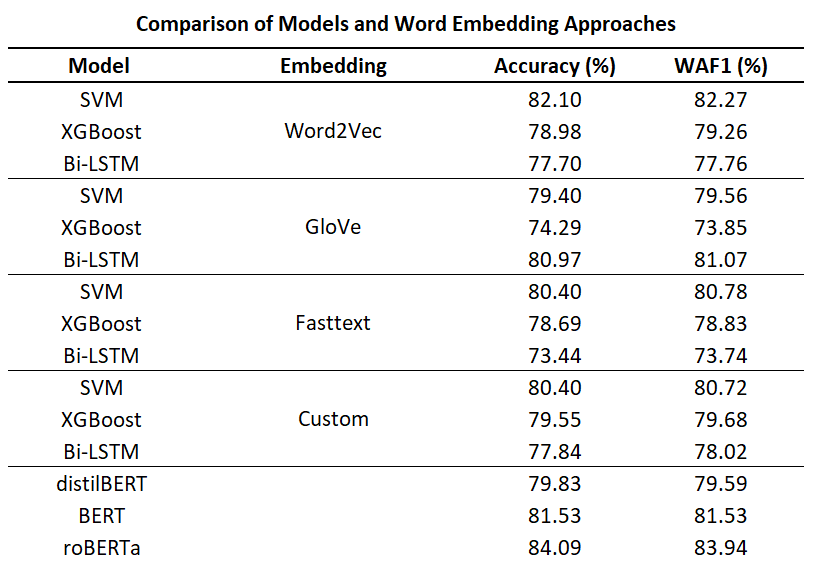 Comparison of Models and Word Embedding Approaches
Model Embedding Accuracy (%) WAF1 (%)
SVM 82.10 82.27
XGBoost Word2Vec 78.98 79.26
Bi-LSTM 77.70 77.76
SVM 79.40 79.56
XGBoost GloVe 74.29 73.85
Bi-LSTM 80.97 81.07
SVM 80.40 80.78
XGBoost Fasttext 78.69 78.83
Bi-LSTM 73.44 73.74
SVM 80.40 80.72
XGBoost Custom 79.55 79.68
Bi-LSTM 77.84 78.02
distilBERT 79.83 79.59
BERT 81.53 81.53
roBERTa 84.09 83.94